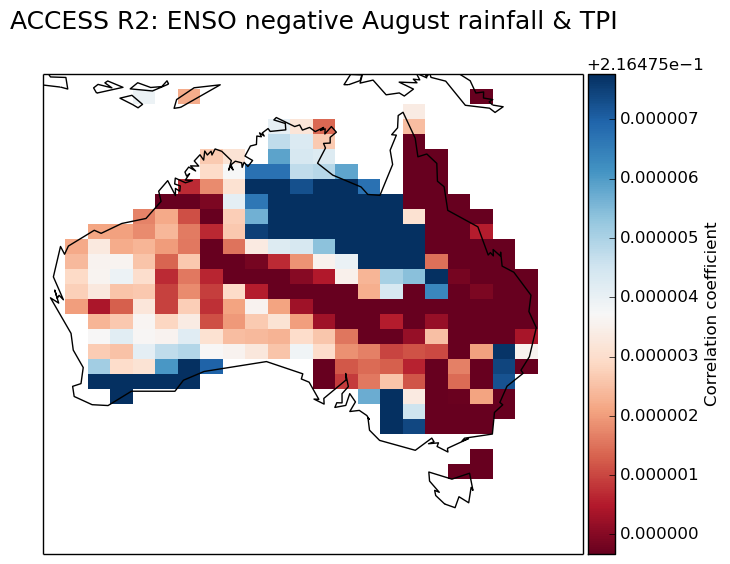 ACCESS R2: ENSO negative August rainfall & TPI
+2.16475e−1
0.000007
0.000006
0.000005
0.000004
0.000003
0.000002
0.000001
0.000000
Correlation coefficient